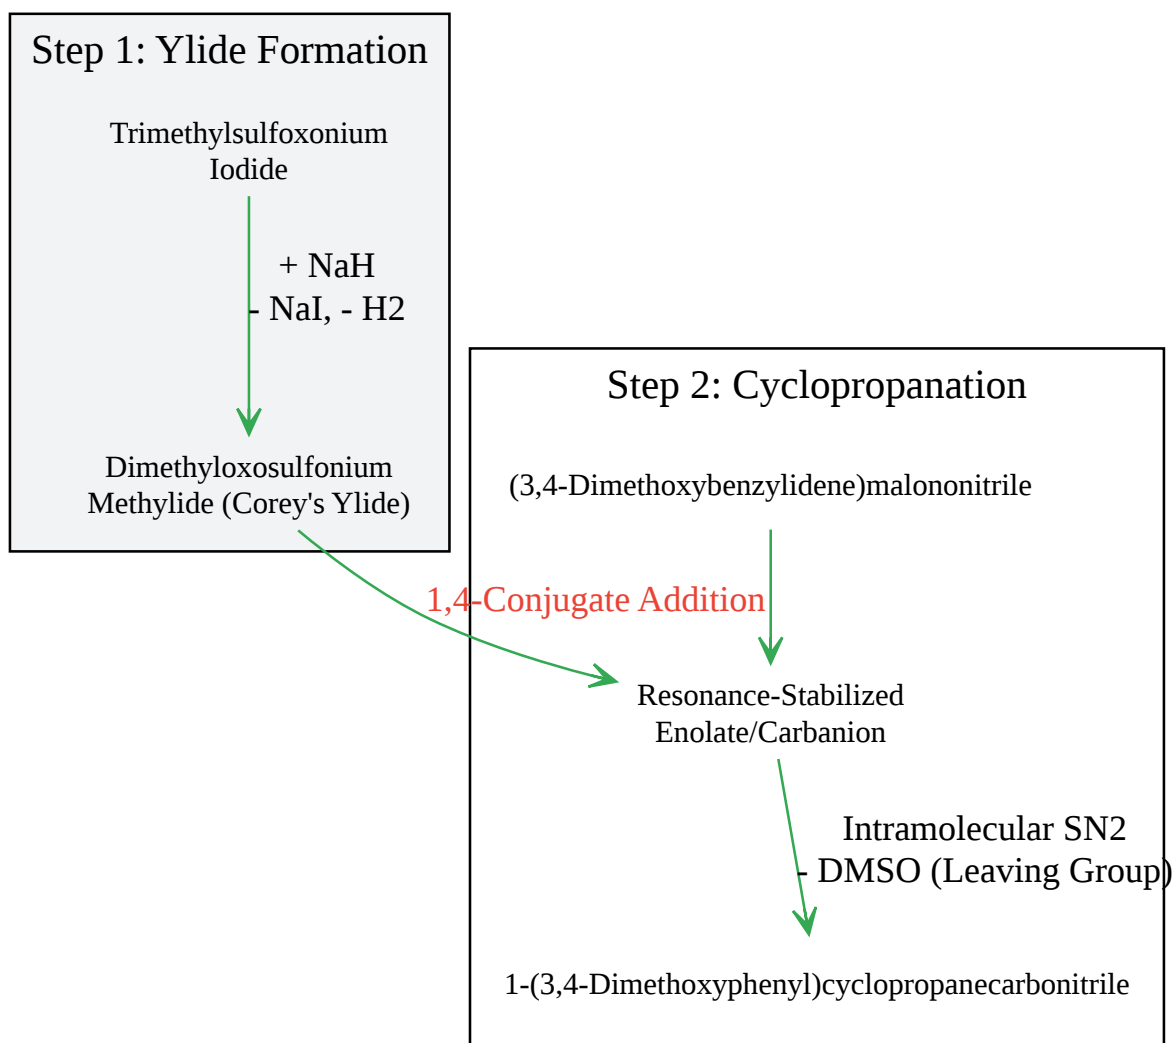 Step 1: Ylide Formation
Trimethylsulfoxonium
Iodide
+ NaH
- NaI, - H2
Dimethyloxosulfonium
Methylide (Corey's Ylide)
Step 2: Cyclopropanation
(3,4-Dimethoxybenzylidene)malononitrile
1,4-Conjugate Addition
Resonance-Stabilized
Enolate/Carbanion
Intramolecular SN2
- DMSO (Leaving Group)
1-(3,4-Dimethoxyphenyl)cyclopropanecarbonitrile